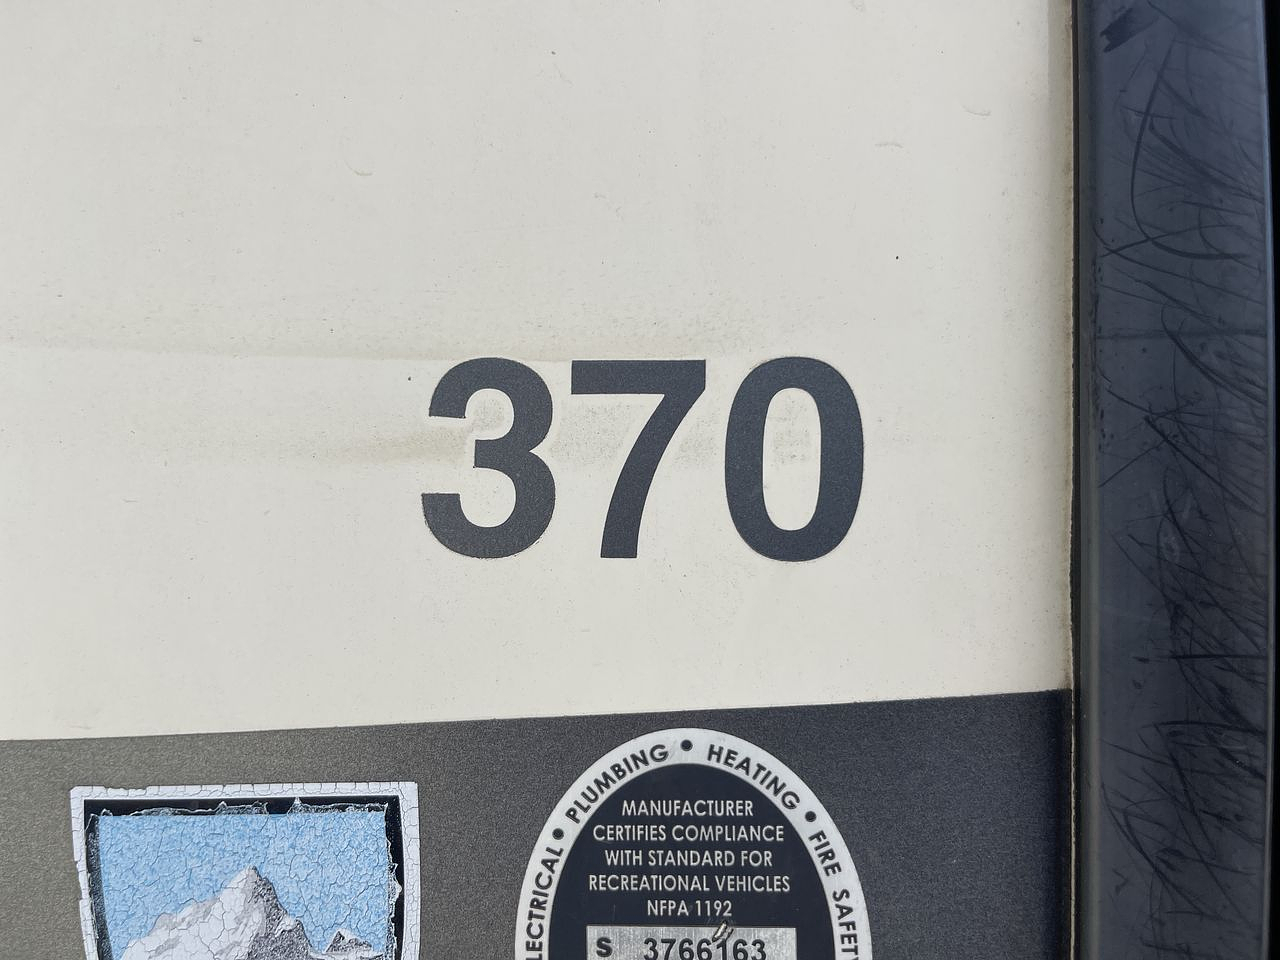 370
ELECTRICAL • PLUMBING • HEATING • FIRE SAFETY
MANUFACTURER
CERTIFIES COMPLIANCE
WITH STANDARD FOR
RECREATIONAL VEHICLES
NFPA 1192
S 3766163